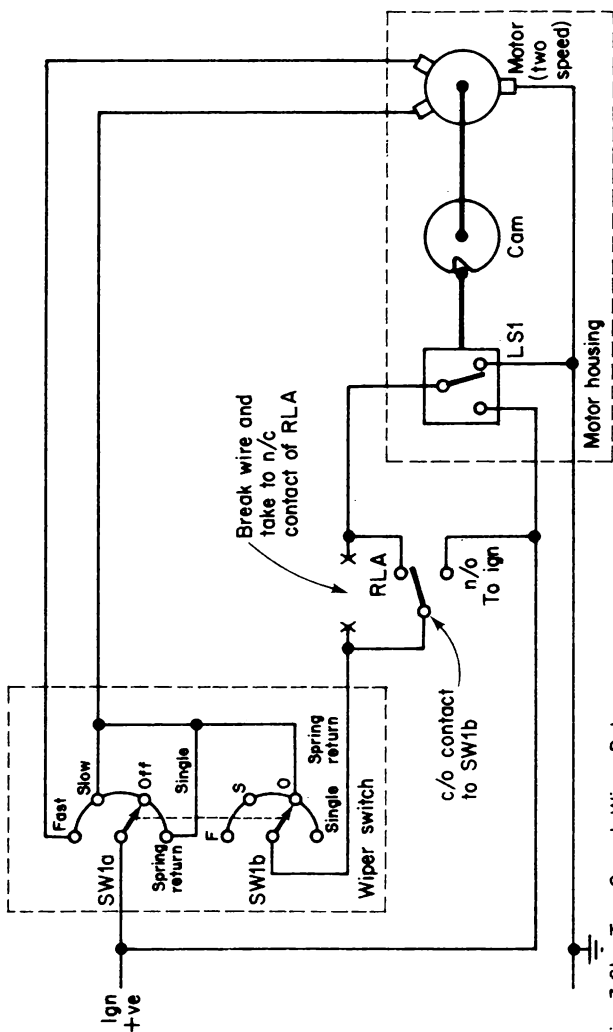 Ign
+ve
Fast
Slow
Off
SW1a
Spring
return
Single
F
S
O
SW1b
Single
Spring
return
Wiper switch
Break wire and
take to n/c
contact of RLA
RLA
n/o
To ign
c/o contact
to SW1b
LS1
Cam
Motor
(two
speed)
Motor housing